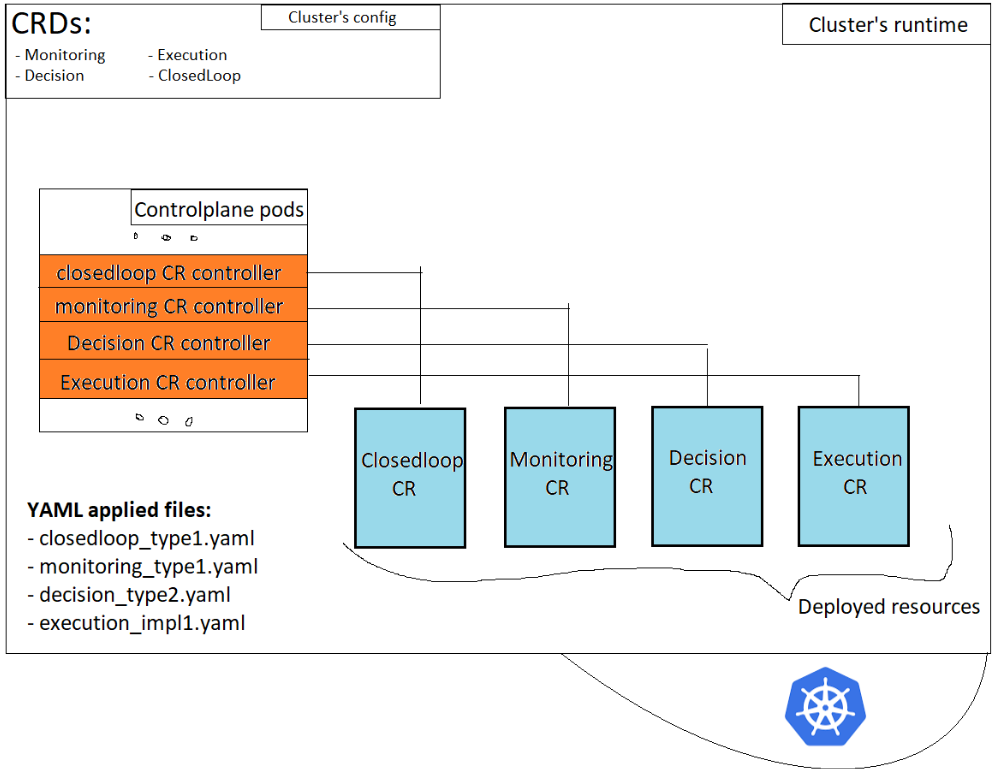 CRDs:
Cluster's config
Cluster's runtime
- Monitoring - Execution
- Decision - ClosedLoop
Controlplane pods
closedloop CR controller
monitoring CR controller
Decision CR controller
Execution CR controller
Closedloop
CR
Monitoring
CR
Decision
CR
Execution
CR
YAML applied files:
- closedloop_type1.yaml
- monitoring_type1.yaml
- decision_type2.yaml
- execution_impl1.yaml
Deployed resources